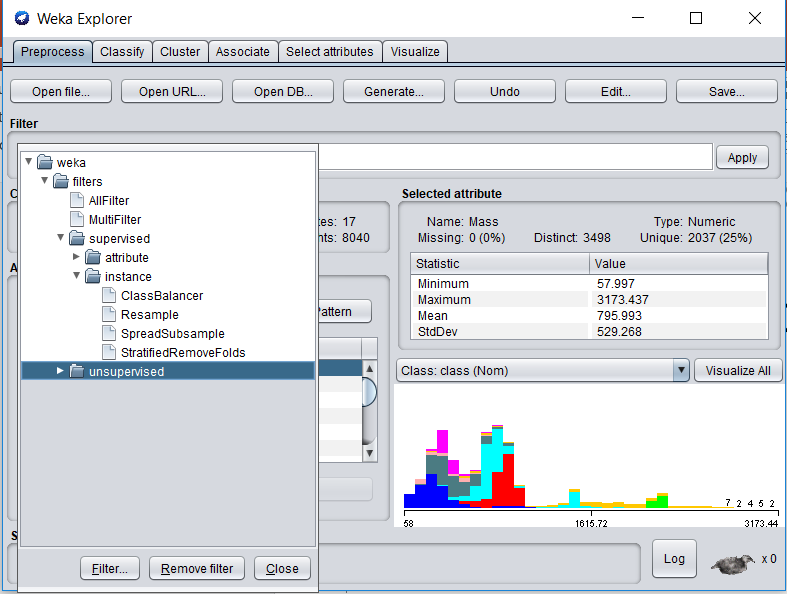 Weka Explorer
Preprocess Classify Cluster Associate Select attributes Visualize
Open file... Open URL... Open DB... Generate... Undo Edit... Save...
Filter
Apply
weka
filters
AllFilter
MultiFilter
supervised
attribute
instance
ClassBalancer
Resample
SpreadSubsample
StratifiedRemoveFolds
unsupervised
Filter... Remove filter Close
17
8040
Selected attribute
Name: Mass Type: Numeric
Missing: 0 (0%) Distinct: 3498 Unique: 2037 (25%)
Statistic Value
Minimum 57.997
Maximum 3173.437
Mean 795.993
StdDev 529.268
Class: class (Nom) Visualize All
7 2 4 5 2
58 1615.72 3173.44
Log x 0